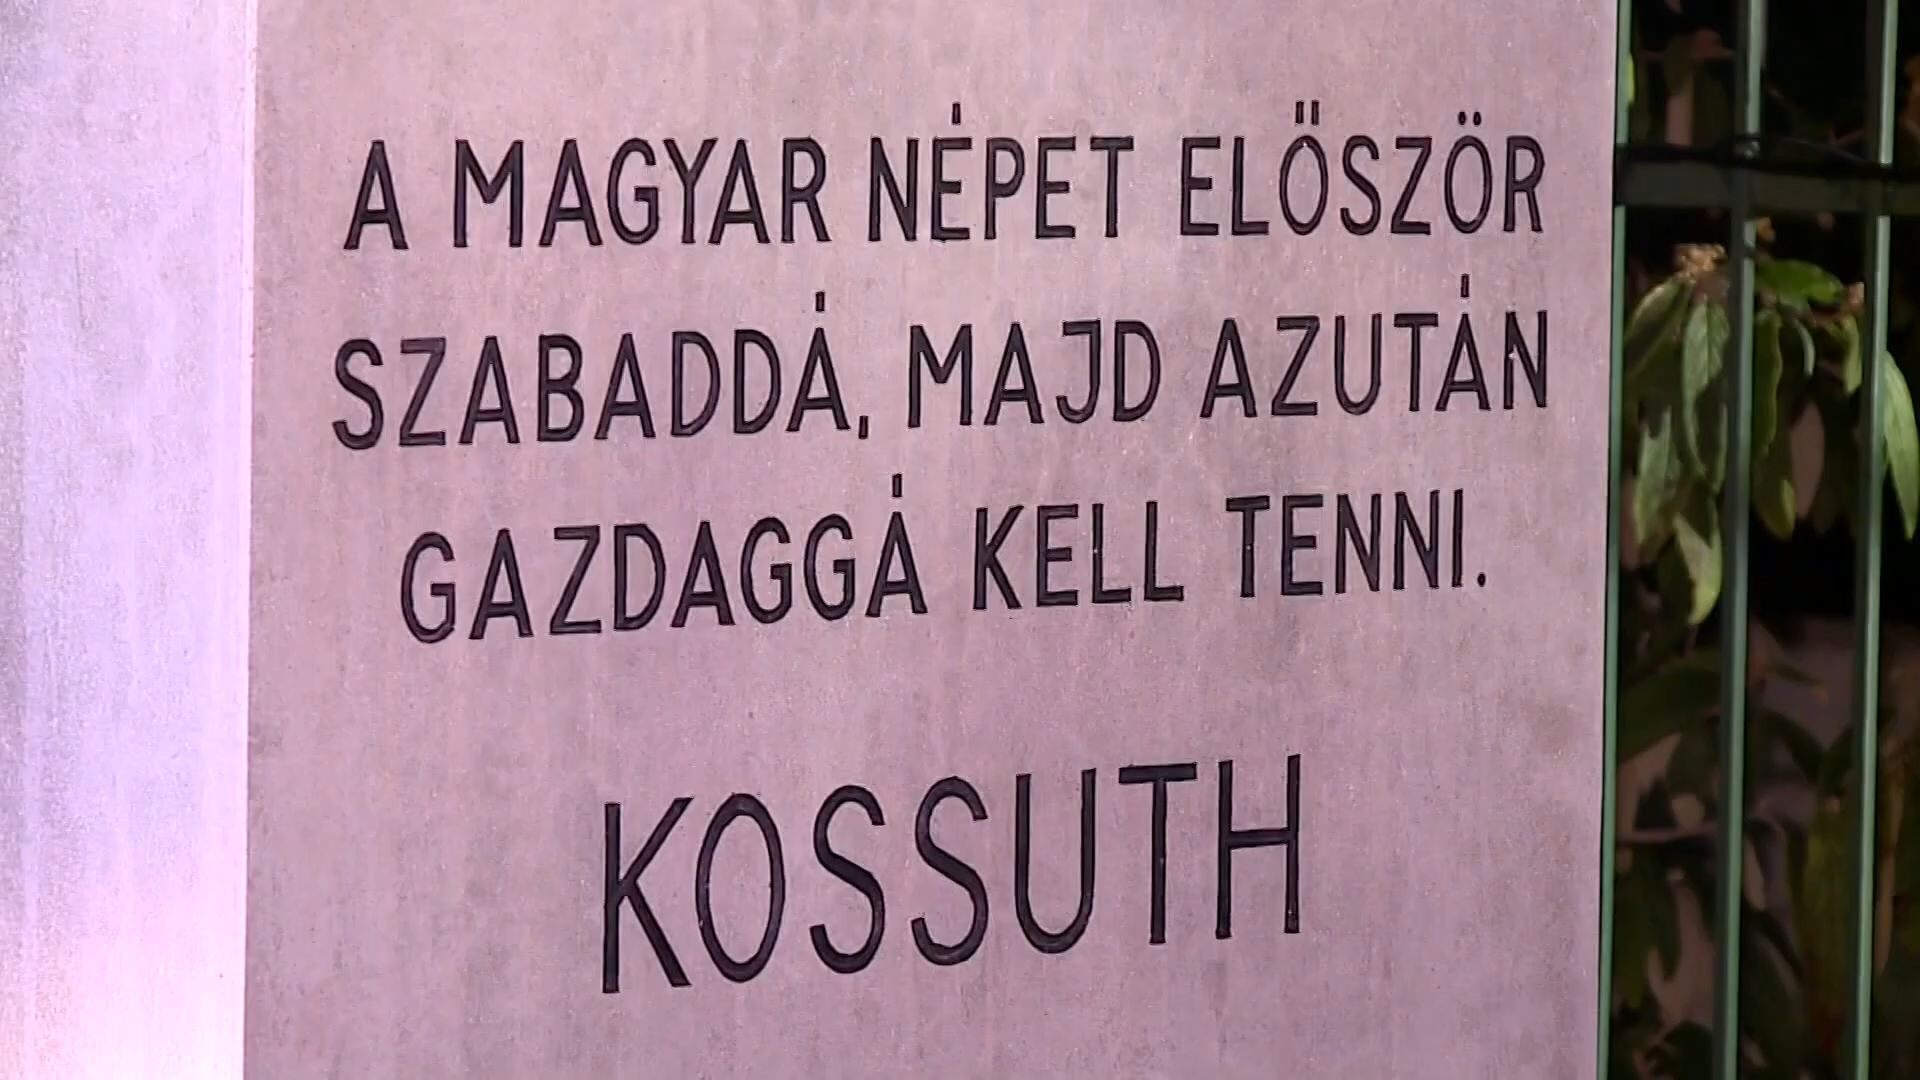 A MAGYAR NÉPET ELŐSZÖR
SZABADDÁ, MAJD AZUTÁN
GAZDAGGÁ KELL TENNI.
KOSSUTH